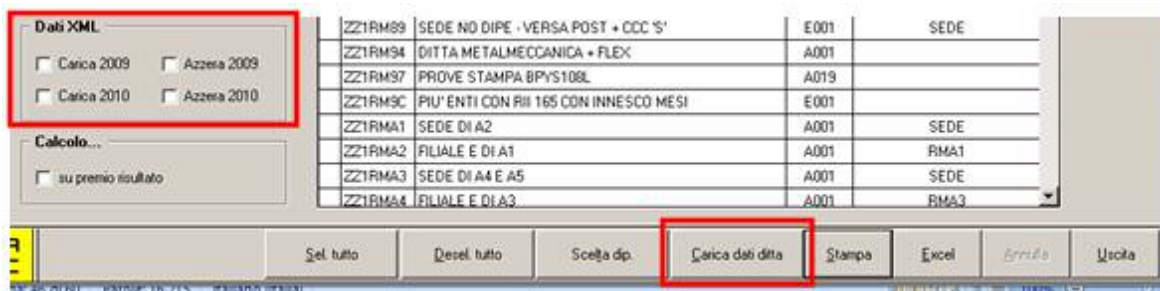 Dati XML
Carica 2009 Azzera 2009
Carica 2010 Azzera 2010
Calcolo...
su premio risultato
ZZ1RM89 SEDE NO DIPE - VERSA POST + CCC 'S' E001 SEDE
ZZ1RM94 DITTA METALMECCANICA + FLEX A001
ZZ1RM97 PROVE STAMPA BPYS108L A019
ZZ1RM9C PIU' ENTI CON RII 165 CON INNESCO MESI E001
ZZ1RMA1 SEDE DI A2 A001 SEDE
ZZ1RMA2 FILIALE E DI A1 A001 RMA1
ZZ1RMA3 SEDE DI A4 E A5 A001 SEDE
ZZ1RMA4 FILIALE E DI A3 A001 RMA3
Sel. tutto Desel. tutto Scelta dip. Carica dati ditta Stampa Excel Annulla Uscita